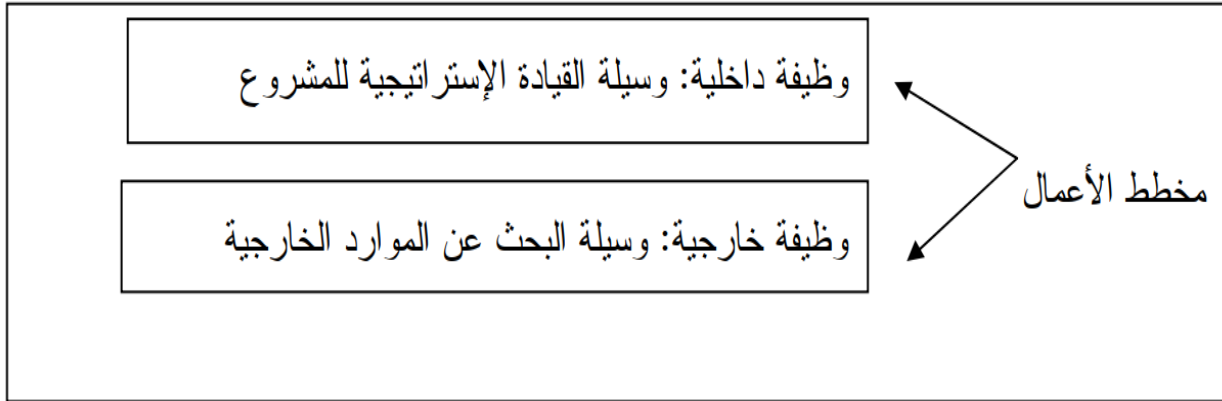 وظيفة داخلية: وسيلة القيادة الإستراتيجية للمشروع
مخطط الأعمال
وظيفة خارجية: وسيلة البحث عن الموارد الخارجية